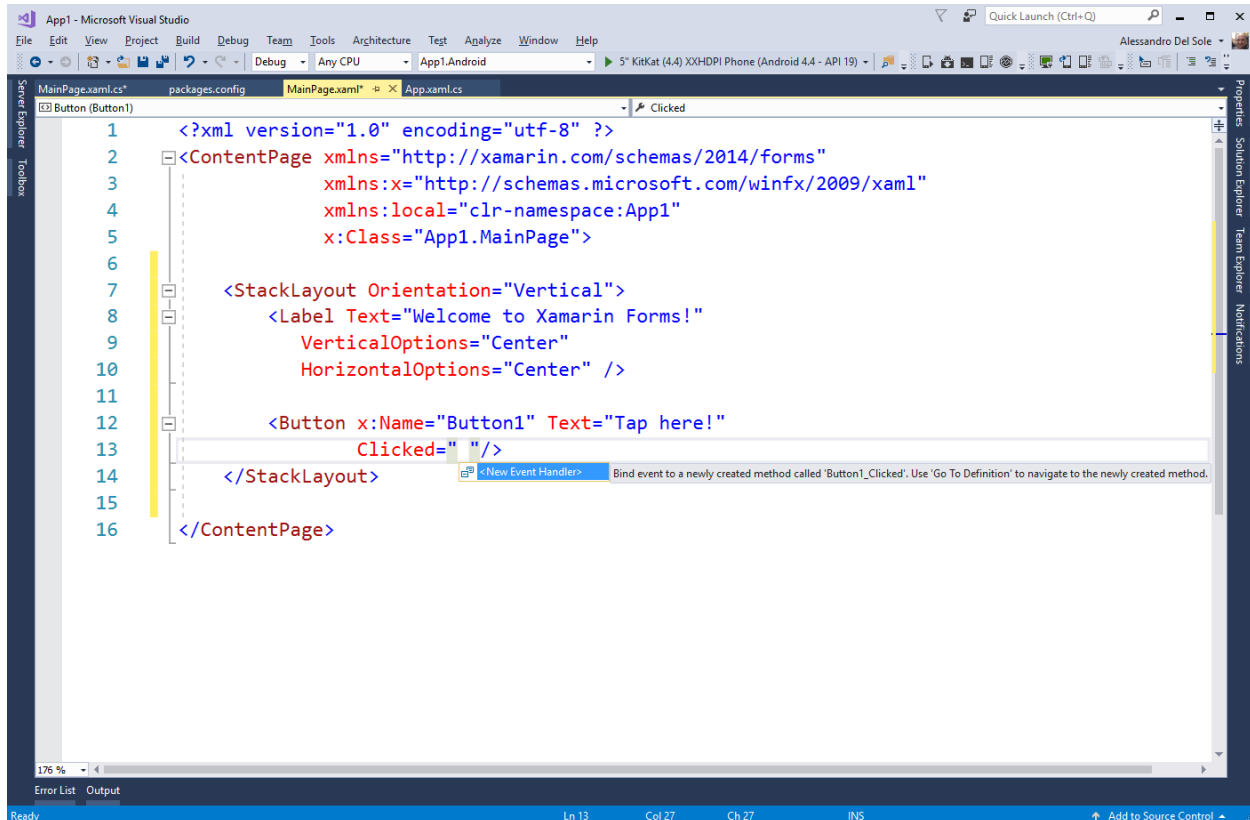 App1 - Microsoft Visual Studio
Quick Launch (Ctrl+Q)
File Edit View Project Build Debug Team Tools Architecture Test Analyze Window Help
Alessandro Del Sole
Debug Any CPU App1.Android 5" KitKat (4.4) XXHDPI Phone (Android 4.4 - API 19)
MainPage.xaml.cs* packages.config MainPage.xaml* App.xaml.cs
Button (Button1) Clicked
Server Explorer
Toolbox
1 <?xml version="1.0" encoding="utf-8" ?>
2 <ContentPage xmlns="http://xamarin.com/schemas/2014/forms"
3 xmlns:x="http://schemas.microsoft.com/winfx/2009/xaml"
4 xmlns:local="clr-namespace:App1"
5 x:Class="App1.MainPage">
6
7 <StackLayout Orientation="Vertical">
8 <Label Text="Welcome to Xamarin Forms!"
9 VerticalOptions="Center"
10 HorizontalOptions="Center" />
11
12 <Button x:Name="Button1" Text="Tap here!"
13 Clicked=" "/>
<New Event Handler> Bind event to a newly created method called 'Button1_Clicked'. Use 'Go To Definition' to navigate to the newly created method.
14 </StackLayout>
15
16 </ContentPage>
Properties
Solution Explorer
Team Explorer
Notifications
176 %
Error List Output
Ready Ln 13 Col 27 Ch 27 INS Add to Source Control